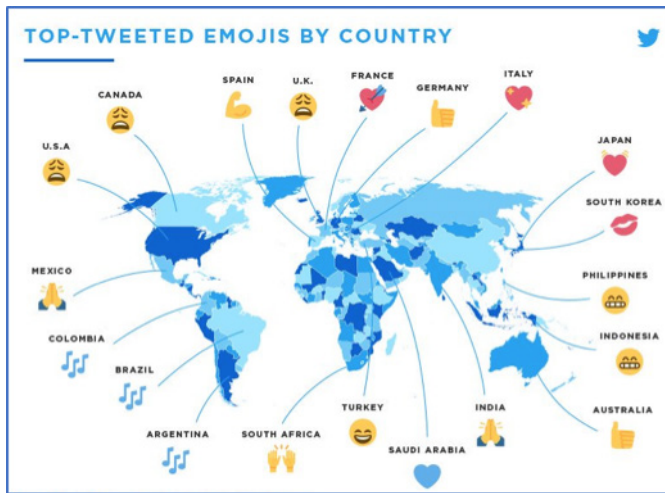 TOP-TWEETED EMOJIS BY COUNTRY
SPAIN
U.K.
FRANCE
GERMANY
ITALY
CANADA
U.S.A
JAPAN
SOUTH KOREA
MEXICO
PHILIPPINES
COLOMBIA
INDONESIA
BRAZIL
ARGENTINA
SOUTH AFRICA
TURKEY
SAUDI ARABIA
INDIA
AUSTRALIA